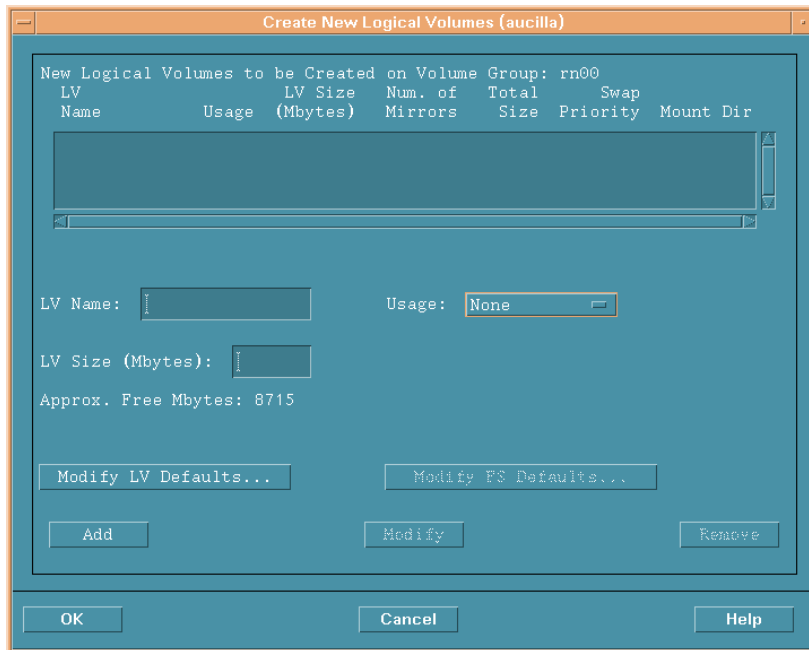 Create New Logical Volumes (aucilla)
New Logical Volumes to be Created on Volume Group: rn00
LV LV Size Num. of Total Swap
Name Usage (Mbytes) Mirrors Size Priority Mount Dir
LV Name: Usage: None
LV Size (Mbytes):
Approx. Free Mbytes: 8715
Modify LV Defaults... Modify FS Defaults...
Add Modify Remove
OK Cancel Help